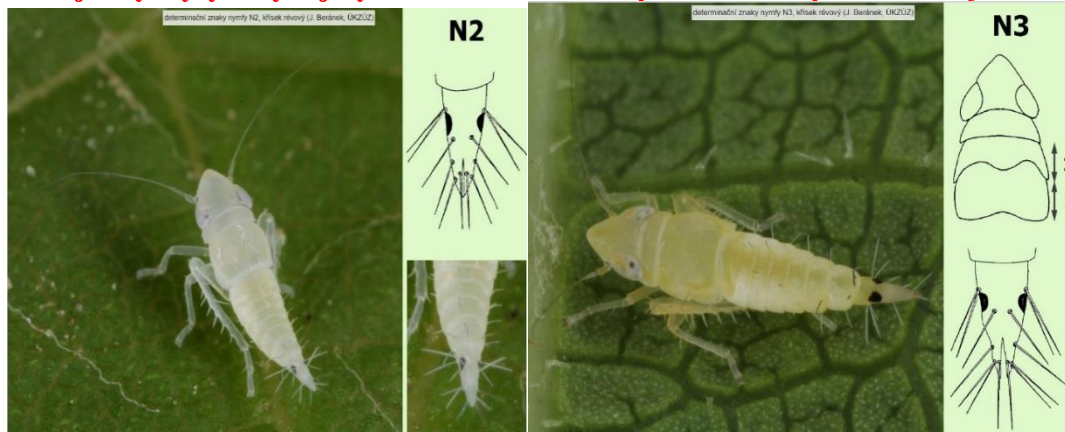 determinační znaky nymfy N2, křísek révový (J. Beránek, ÚKZÚZ)
N2
determinační znaky nymfy N3, křísek révový (J. Beránek, ÚKZÚZ)
N3